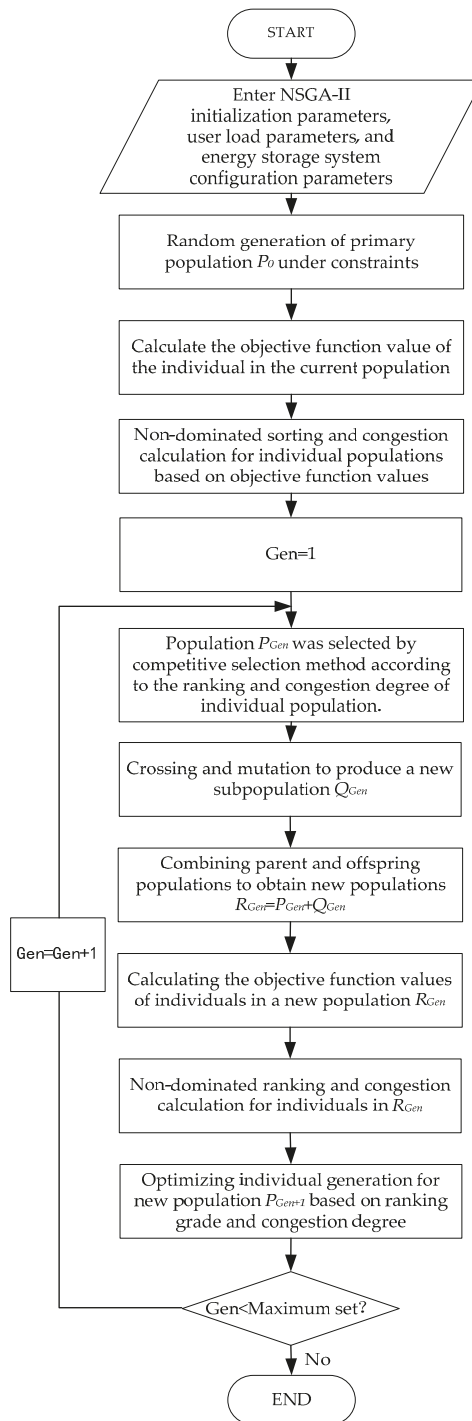 START
Enter NSGA-II
initialization parameters,
user load parameters, and
energy storage system
configuration parameters
Random generation of primary
population P0 under constraints
Calculate the objective function value of
the individual in the current population
Non-dominated sorting and congestion
calculation for individual populations
based on objective function values
Gen=1
Population PGen was selected by
competitive selection method according
to the ranking and congestion degree of
individual population.
Crossing and mutation to produce a new
subpopulation QGen
Combining parent and offspring
populations to obtain new populations
RGen=PGen+QGen
Gen=Gen+1
Calculating the objective function values
of individuals in a new population RGen
Non-dominated ranking and congestion
calculation for individuals in RGen
Optimizing individual generation for
new population PGen+1 based on ranking
grade and congestion degree
Gen<Maximum set?
No
END